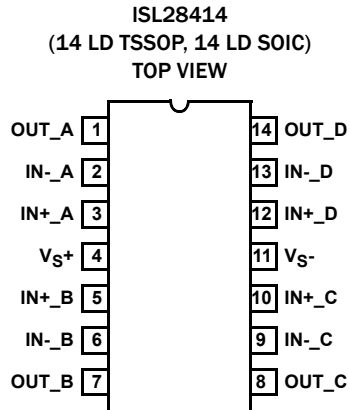 ISL28414
(14 LD TSSOP, 14 LD SOIC)
TOP VIEW
OUT_A 1 14 OUT_D
IN-_A 2 13 IN-_D
IN+_A 3 12 IN+_D
VS+ 4 11 VS-
IN+_B 5 10 IN+_C
IN-_B 6 9 IN-_C
OUT_B 7 8 OUT_C